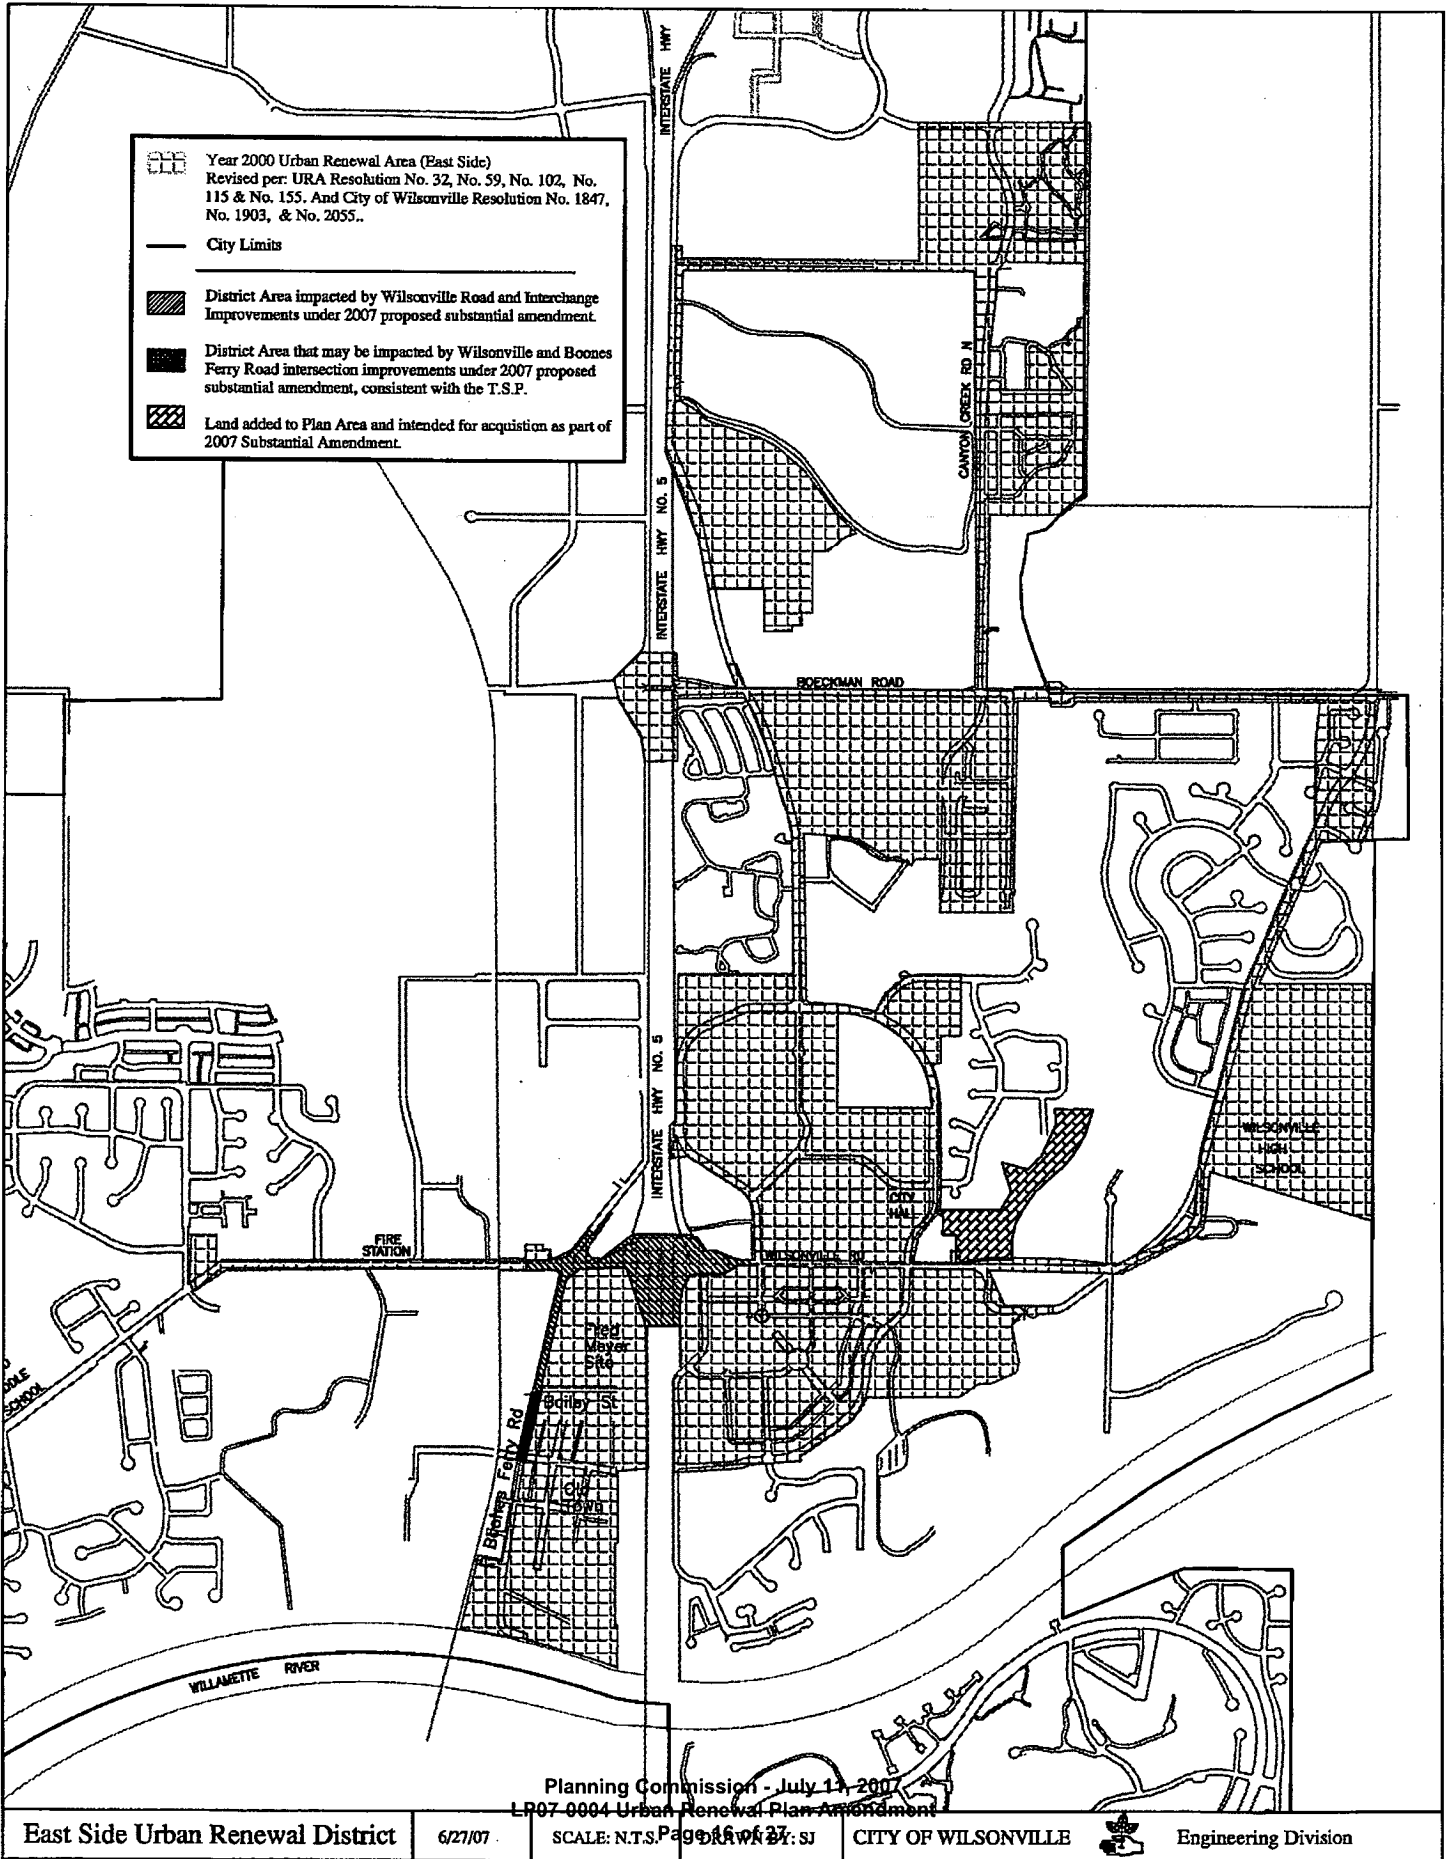 INTERSTATE HWY
INTERSTATE HWY
Year 2000 Urban Renewal Area (East Side)
Revised per: URA Resolution No. 32, No. 59, No. 102, No.
115 & No. 155. And City of Wilsonville Resolution No. 1847,
No. 1903, & No. 2055..
City Limits
District Area impacted by Wilsonville Road and Interchange
Improvements under 2007 proposed substantial amendment.
District Area that may be impacted by Wilsonville and Boones
Ferry Road intersection improvements under 2007 proposed
substantial amendment, consistent with the T.S.P.
Land added to Plan Area and intended for acquistion as part of
2007 Substantial Amendment.
CANYON CREEK RD N
INTERSTATE HWY NO. 5
BOECKMAN ROAD
INTERSTATE HWY NO. 5
WILSONVILLE
HIGH
SCHOOL
CITY
HALL
FIRE
STATION
WILSONVILLE RD
Fred
Meyer
Site
DDLE
SCHOOL
Bailey St
Boones Ferry Rd
Old
Town
WILLAMETTE RIVER
Planning Commission - July 11, 2007
LP07-0004 Urban Renewal Plan Amendment
Page 16 of 27
East Side Urban Renewal District
6/27/07
SCALE: N.T.S.
DRAWN BY: SJ
CITY OF WILSONVILLE
Engineering Division